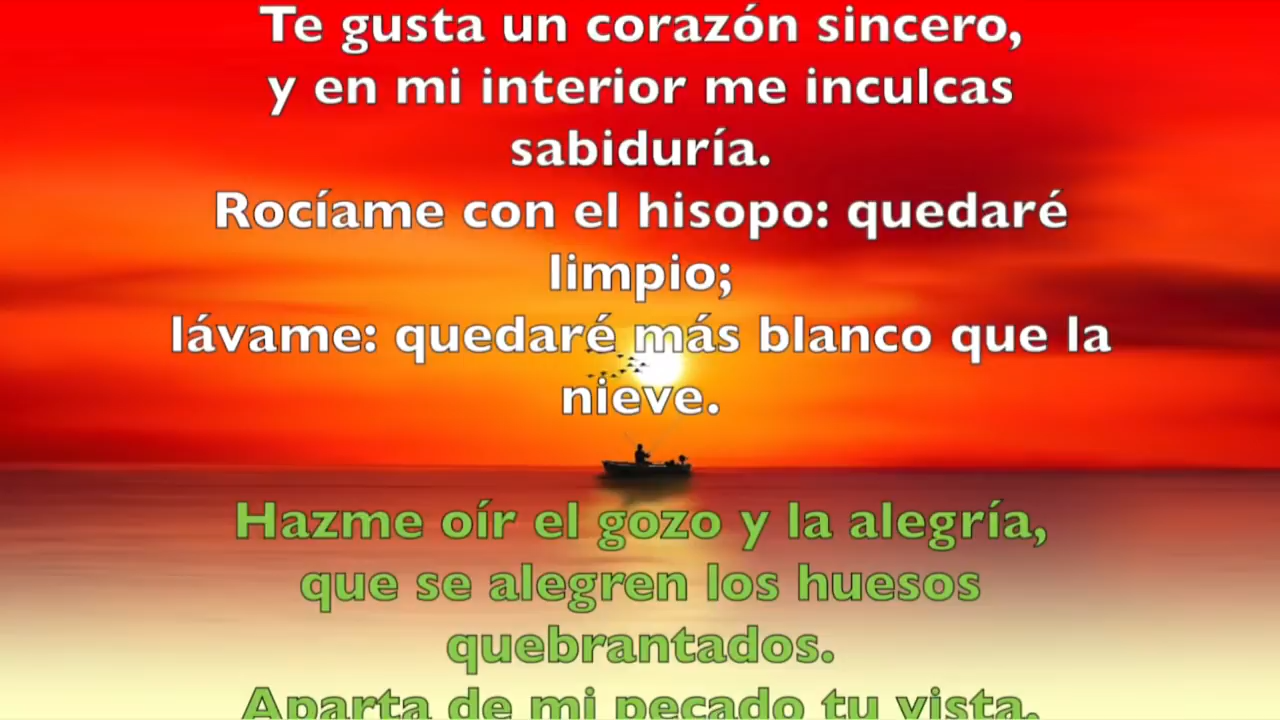 Te gusta un corazón sincero,
y en mi interior me inculcas
sabiduría.
Rocíame con el hisopo: quedaré
limpio;
lávame: quedaré más blanco que la
nieve.
Hazme oír el gozo y la alegría,
que se alegren los huesos
quebrantados.
Aparta de mi pecado tu vista,